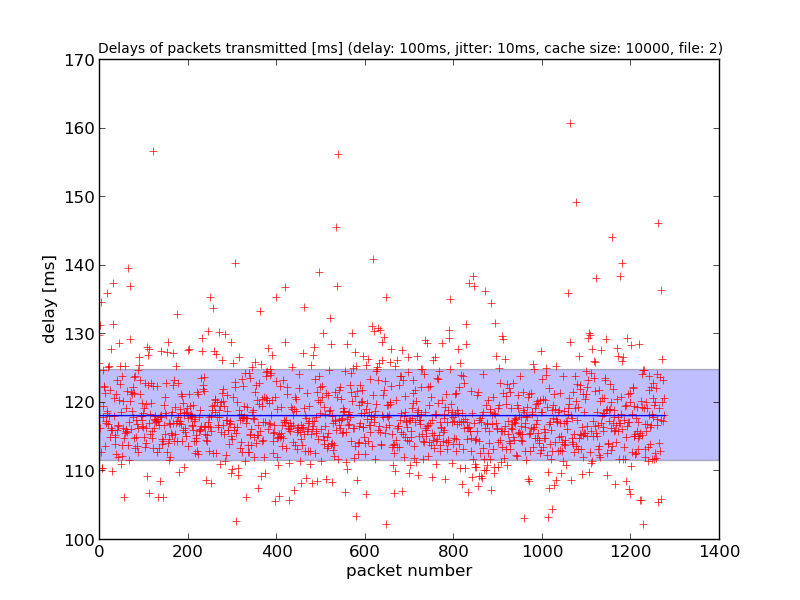 Delays of packets transmitted [ms] (delay: 100ms, jitter: 10ms, cache size: 10000, file: 2)
170
160
150
140
130
120
110
100
delay [ms]
0 200 400 600 800 1000 1200 1400
packet number